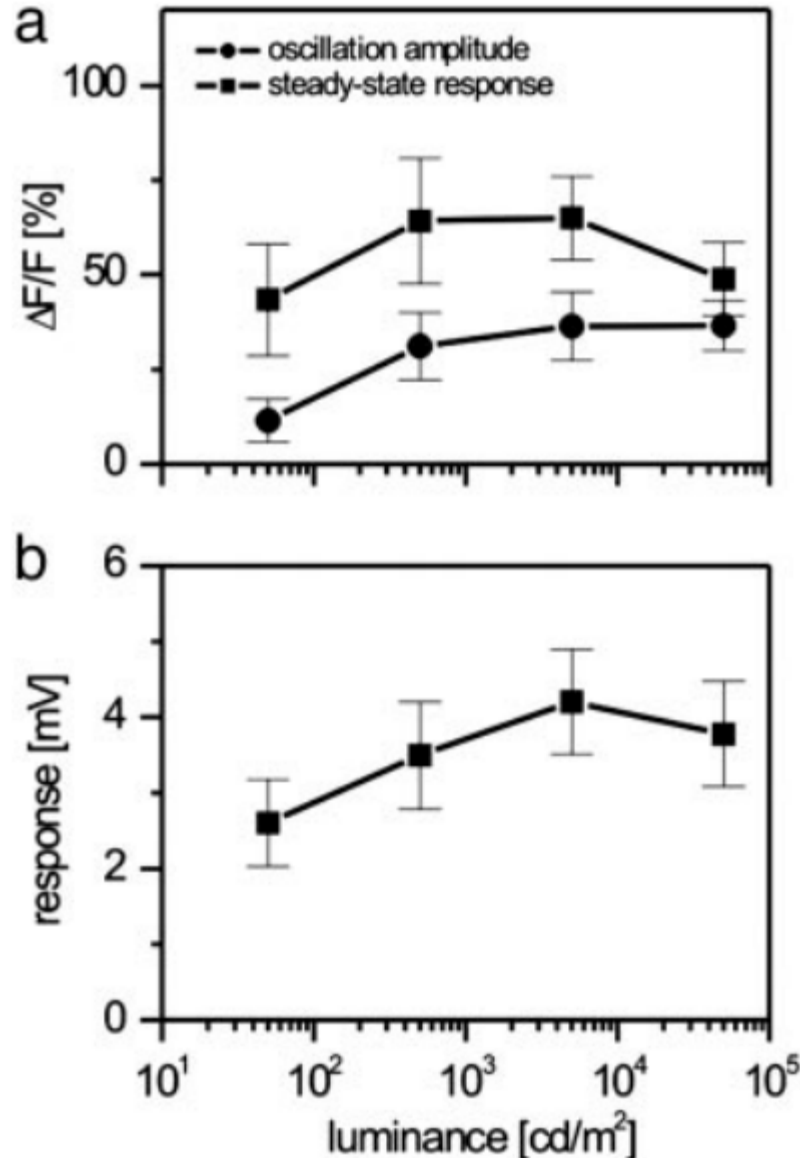 a
oscillation amplitude
steady-state response
ΔF/F [%]
100
50
0
b
response [mV]
6
4
2
0
10¹ 10² 10³ 10⁴ 10⁵
luminance [cd/m²]